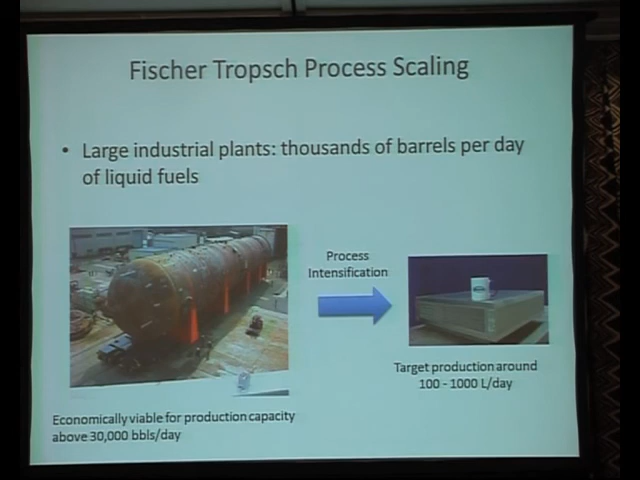 Fischer Tropsch Process Scaling
• Large industrial plants: thousands of barrels per day
of liquid fuels
Process
Intensification
Economically viable for production capacity
above 30,000 bbls/day
Target production around
100 - 1000 L/day